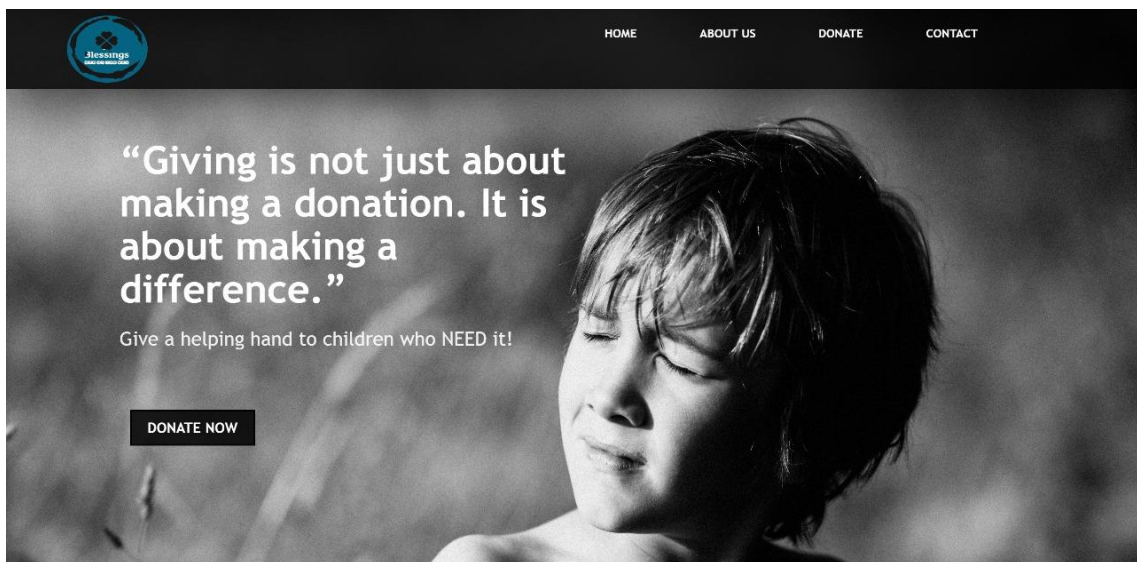 Blessings
HOME ABOUT US DONATE CONTACT
“Giving is not just about
making a donation. It is
about making a
difference.”
Give a helping hand to children who NEED it!
DONATE NOW